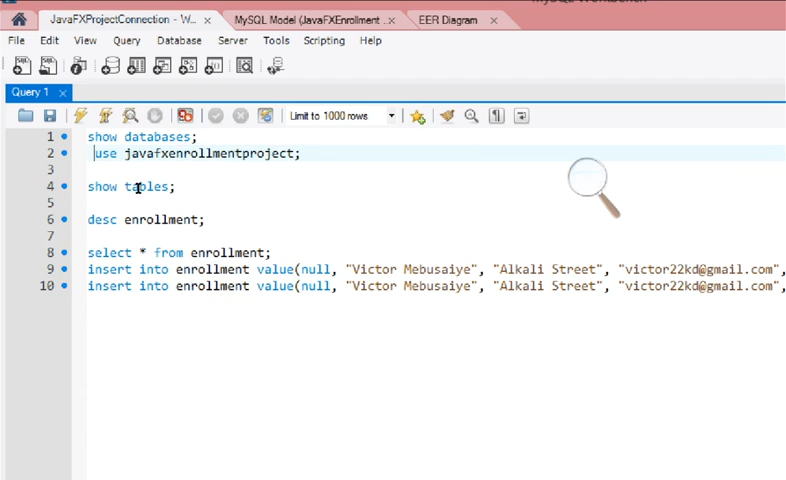 MySQL Workbench
JavaFXProjectConnection - W... × MySQL Model (JavaFXEnrollment ..× EER Diagram ×
File Edit View Query Database Server Tools Scripting Help
Query 1 ×
Limit to 1000 rows
1 show databases;
2 use javafxenrollmentproject;
3
4 show tables;
5
6 desc enrollment;
7
8 select * from enrollment;
9 insert into enrollment value(null, "Victor Mebusaiye", "Alkali Street", "victor22kd@gmail.com",
10 insert into enrollment value(null, "Victor Mebusaiye", "Alkali Street", "victor22kd@gmail.com",